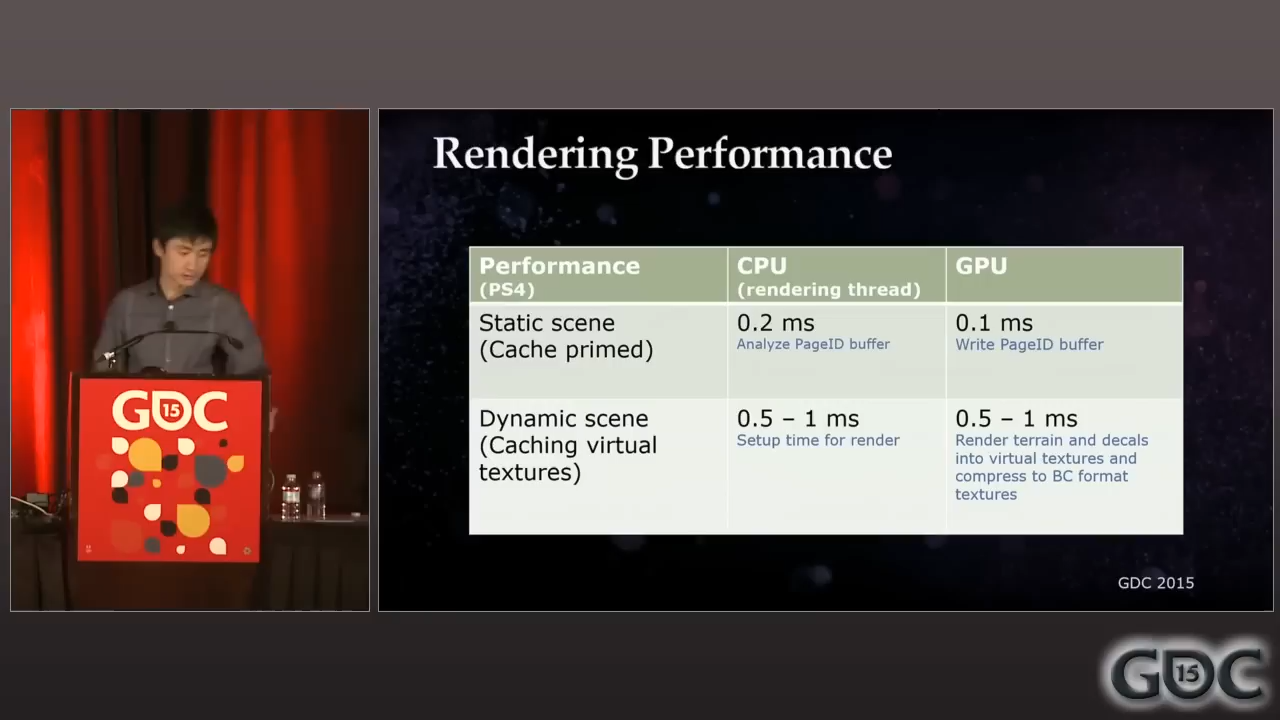 Rendering Performance
Performance
(PS4)
CPU
(rendering thread)
GPU
Static scene
(Cache primed)
0.2 ms
Analyze PageID buffer
0.1 ms
Write PageID buffer
Dynamic scene
(Caching virtual
textures)
0.5 – 1 ms
Setup time for render
0.5 – 1 ms
Render terrain and decals
into virtual textures and
compress to BC format
textures
GDC 2015
GDC
15
GDC
15